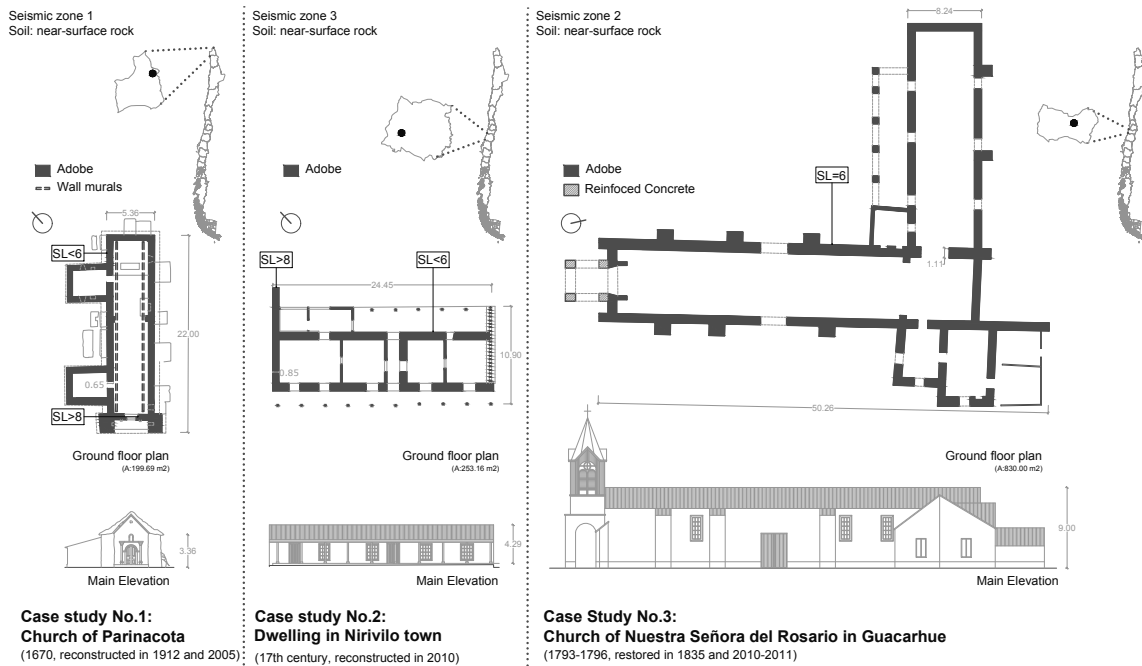 Seismic zone 1
Soil: near-surface rock
Adobe
Wall murals
5.36
SL<6
22.00
0.65
SL>8
Ground floor plan
(A:199.69 m2)
3.36
Main Elevation
Case study No.1:
Church of Parinacota
(1670, reconstructed in 1912 and 2005)
Seismic zone 3
Soil: near-surface rock
Adobe
SL>8
SL<6
24.45
10.90
0.85
Ground floor plan
(A:253.16 m2)
4.29
Main Elevation
Case study No.2:
Dwelling in Nirivilo town
(17th century, reconstructed in 2010)
Seismic zone 2
Soil: near-surface rock
8.24
Adobe
Reinfoced Concrete
SL=6
1.11
50.26
Ground floor plan
(A:830.00 m2)
9.00
Main Elevation
Case Study No.3:
Church of Nuestra Señora del Rosario in Guacarhue
(1793-1796, restored in 1835 and 2010-2011)